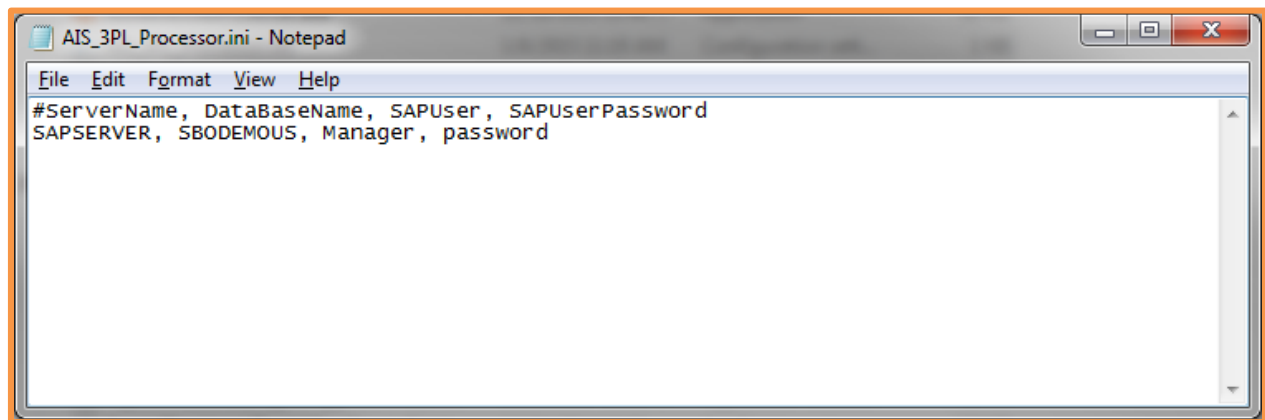 AIS_3PL_Processor.ini - Notepad
File Edit Format View Help
#ServerName, DataBaseName, SAPUser, SAPUserPassword
SAPSERVER, SBODEMOUS, Manager, password